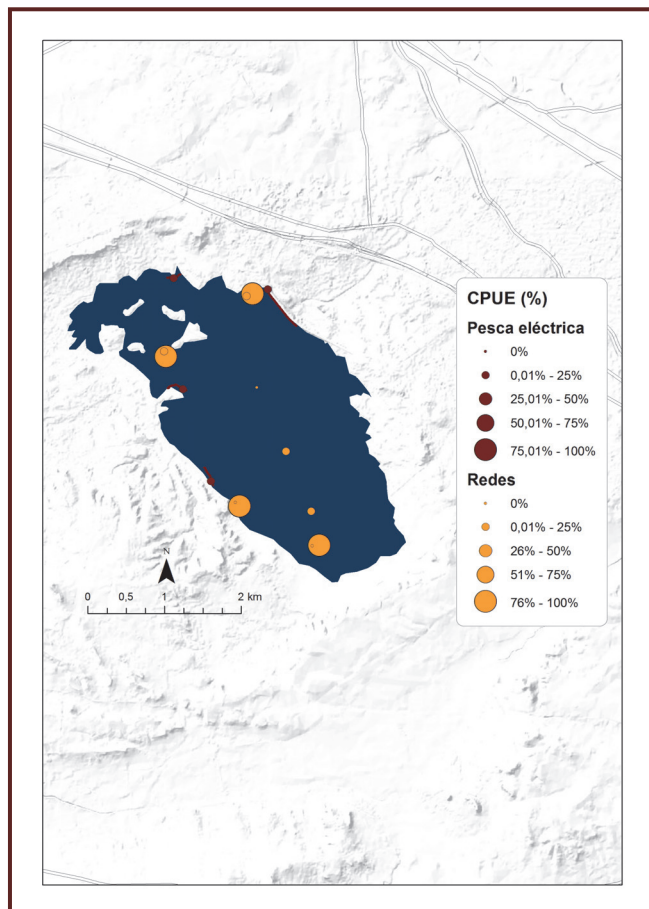 CPUE (%)
Pesca eléctrica
0%
0,01% - 25%
25,01% - 50%
50,01% - 75%
75,01% - 100%
Redes
0%
0,01% - 25%
26% - 50%
51% - 75%
76% - 100%
N
0 0,5 1 2 km